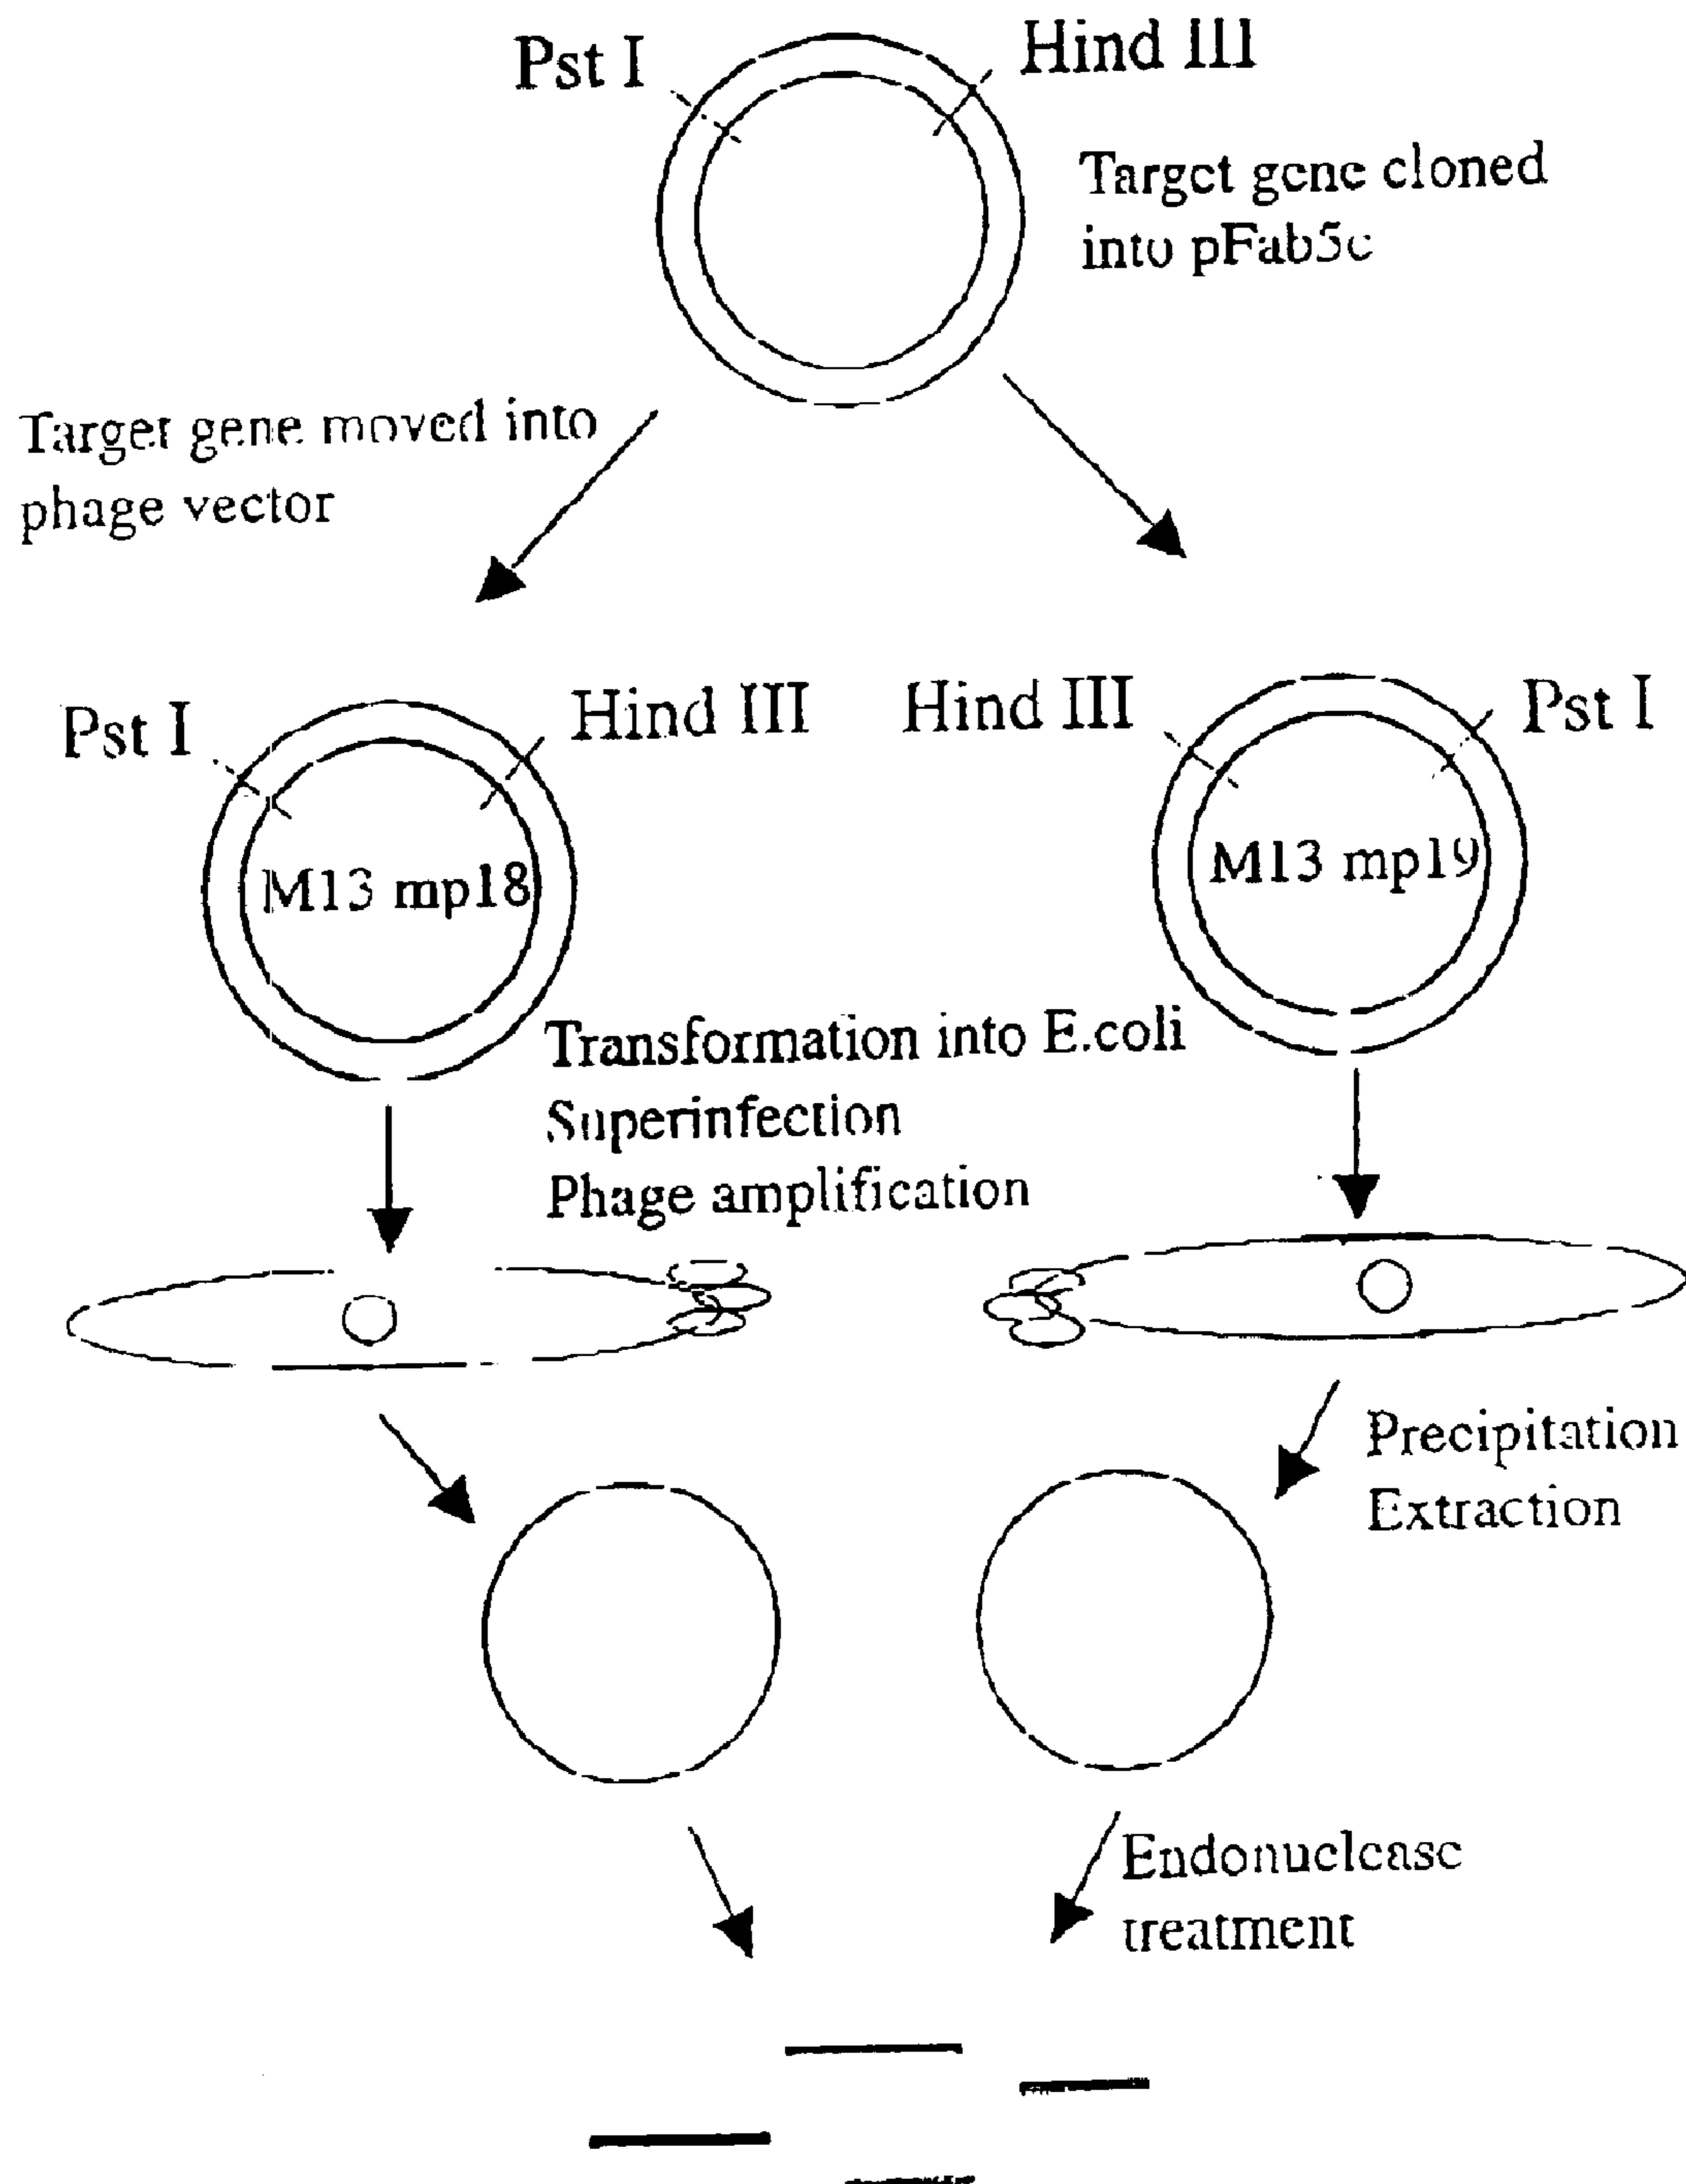 Pst I
Hind III
Target gene cloned
into pFab5c
Target gene moved into
phage vector
Pst I
Hind III
Hind III
Pst I
M13 mp18
M13 mp19
Transformation into E.coli
Superinfection
Phage amplification
Precipitation
Extraction
Endonuclease
treatment